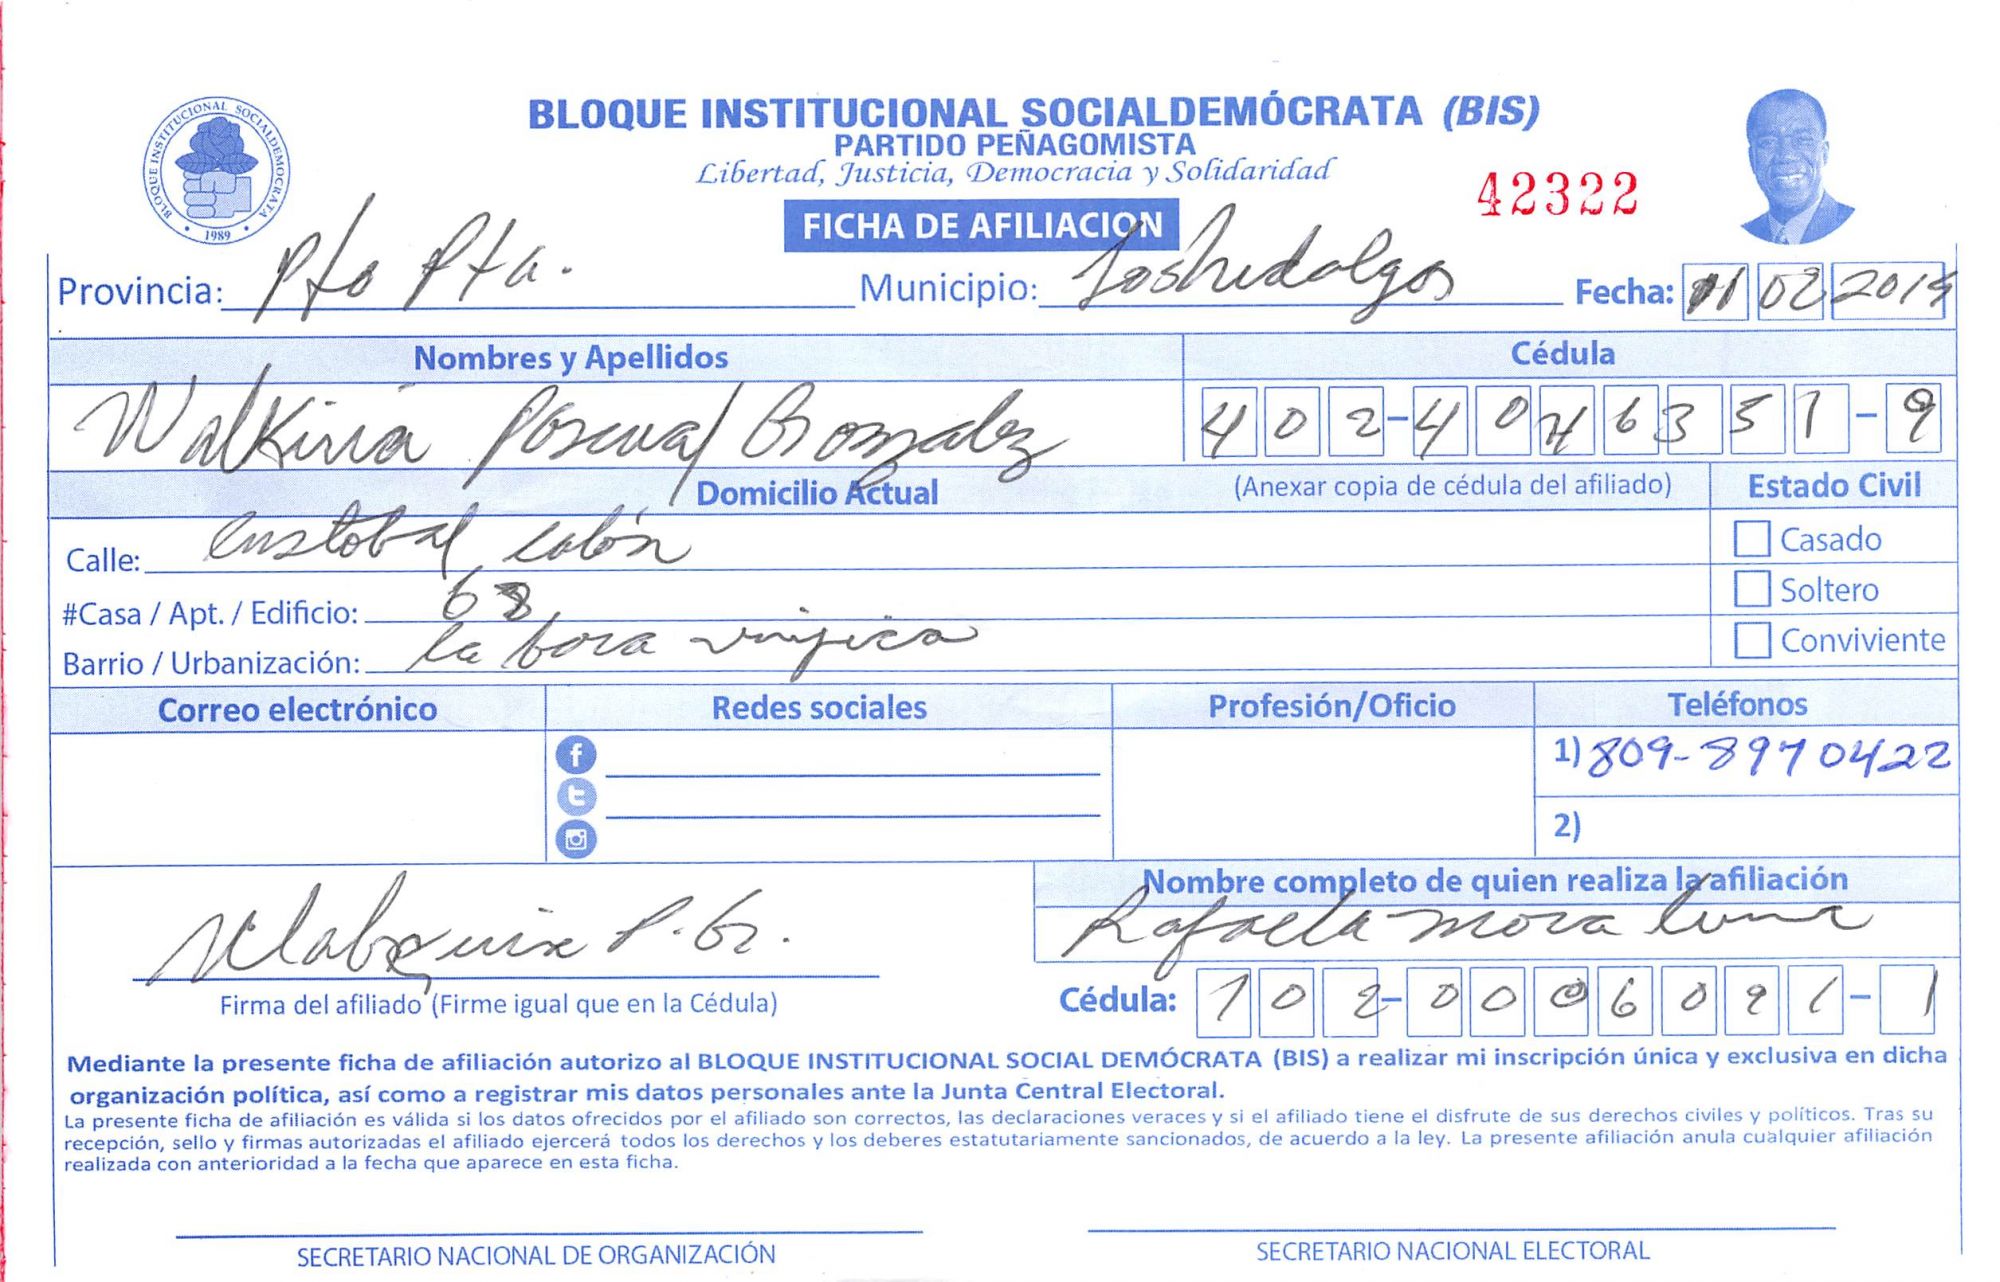 BLOQUE INSTITUCIONAL SOCIALDEMÓCRATA (BIS)
PARTIDO PEÑAGOMISTA
Libertad, Justicia, Democracia y Solidaridad
BLOQUE INSTITUCIONAL SOCIALDEMOCRATA
1989
42322
FICHA DE AFILIACION
Provincia: Pto Pta. Municipio: Loshidalgos Fecha: 11 02 2019
Nombres y Apellidos Cédula
Walkiria Pascual Gonzalez 402-4046351-9
Domicilio Actual (Anexar copia de cédula del afiliado) Estado Civil
Calle: Cristobal colón Casado
#Casa / Apt. / Edificio: 68 Soltero
Barrio / Urbanización: la boca Conviviente
Correo electrónico Redes sociales Profesión/Oficio Teléfonos
1) 809-8970422
2)
Nombre completo de quien realiza la afiliación
P. Gz. Rafaela Mora luna
Firma del afiliado (Firme igual que en la Cédula) Cédula: 102-0006091-1
Mediante la presente ficha de afiliación autorizo al BLOQUE INSTITUCIONAL SOCIAL DEMÓCRATA (BIS) a realizar mi inscripción única y exclusiva en dicha
organización política, así como a registrar mis datos personales ante la Junta Central Electoral.
La presente ficha de afiliación es válida si los datos ofrecidos por el afiliado son correctos, las declaraciones veraces y si el afiliado tiene el disfrute de sus derechos civiles y políticos. Tras su
recepción, sello y firmas autorizadas el afiliado ejercerá todos los derechos y los deberes estatutariamente sancionados, de acuerdo a la ley. La presente afiliación anula cualquier afiliación
realizada con anterioridad a la fecha que aparece en esta ficha.
SECRETARIO NACIONAL DE ORGANIZACIÓN SECRETARIO NACIONAL ELECTORAL